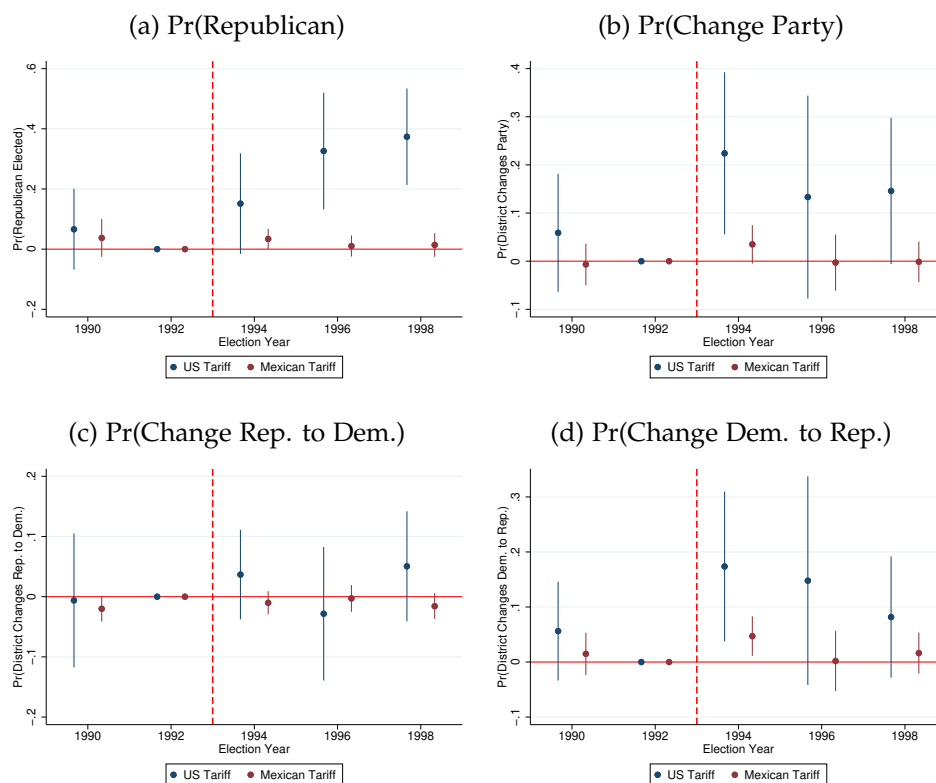 (a) Pr(Republican)
Pr(Republican Elected)
.6
.4
.2
0
-.2
1990 1992 1994 1996 1998
Election Year
US Tariff Mexican Tariff
(b) Pr(Change Party)
Pr(District Changes Party)
.4
.3
.2
.1
0
-.1
1990 1992 1994 1996 1998
Election Year
US Tariff Mexican Tariff
(c) Pr(Change Rep. to Dem.)
Pr(District Changes Rep. to Dem.)
.2
.1
0
-.1
-.2
1990 1992 1994 1996 1998
Election Year
US Tariff Mexican Tariff
(d) Pr(Change Dem. to Rep.)
Pr(District Changes Dem. to Rep.)
.3
.2
.1
0
-.1
1990 1992 1994 1996 1998
Election Year
US Tariff Mexican Tariff